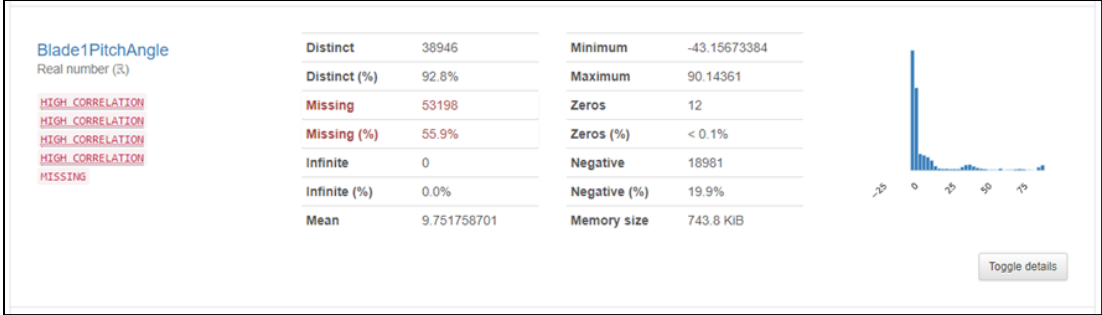 Blade1PitchAngle
Real number (ℝ)
HIGH CORRELATION
HIGH CORRELATION
HIGH CORRELATION
HIGH CORRELATION
MISSING
Distinct 38946
Distinct (%) 92.8%
Missing 53198
Missing (%) 55.9%
Infinite 0
Infinite (%) 0.0%
Mean 9.751758701
Minimum -43.15673384
Maximum 90.14361
Zeros 12
Zeros (%) < 0.1%
Negative 18981
Negative (%) 19.9%
Memory size 743.8 KiB
-25 0 25 50 75
Toggle details